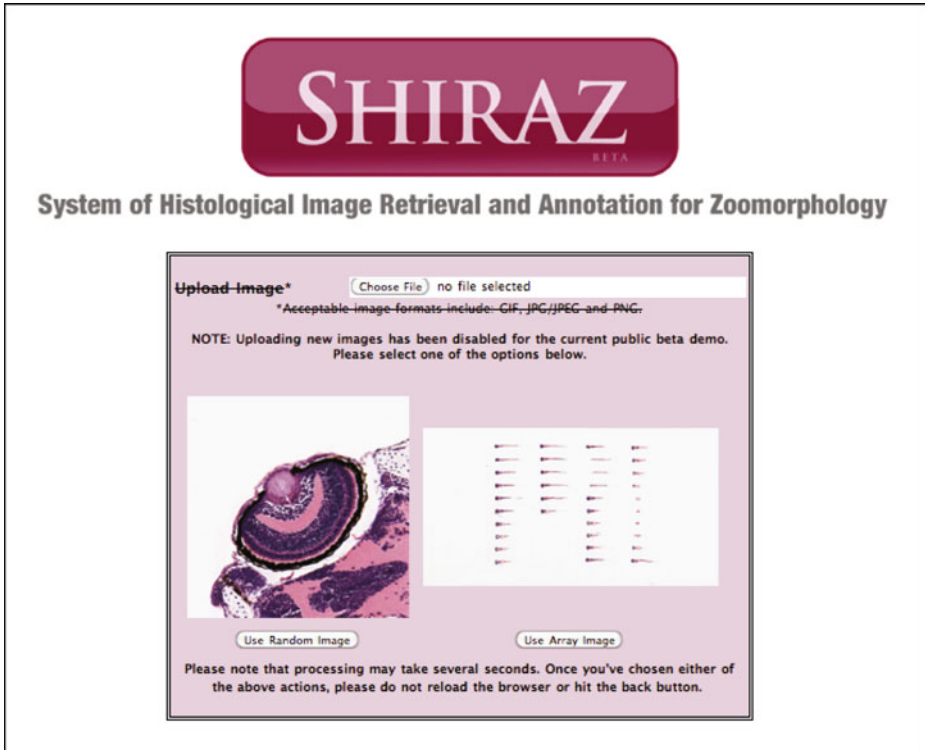 SHIRAZ
BETA
System of Histological Image Retrieval and Annotation for Zoomorphology
Upload Image* Choose File no file selected
*Acceptable image formats include: GIF, JPG/JPEG and PNG.
NOTE: Uploading new images has been disabled for the current public beta demo.
Please select one of the options below.
Use Random Image Use Array Image
Please note that processing may take several seconds. Once you've chosen either of
the above actions, please do not reload the browser or hit the back button.